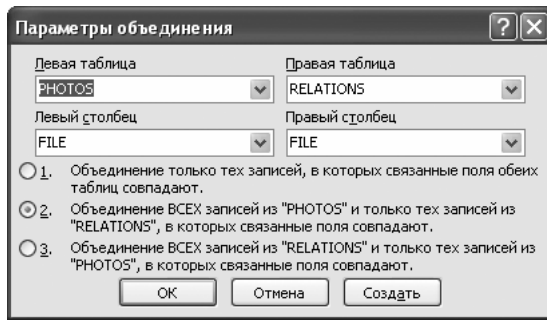 Параметры объединения
Левая таблица
Правая таблица
PHOTOS
RELATIONS
Левый столбец
Правый столбец
FILE
FILE
1. Объединение только тех записей, в которых связанные поля обеих
таблиц совпадают.
2. Объединение ВСЕХ записей из "PHOTOS" и только тех записей из
"RELATIONS", в которых связанные поля совпадают.
3. Объединение ВСЕХ записей из "RELATIONS" и только тех записей из
"PHOTOS", в которых связанные поля совпадают.
ОК
Отмена
Создать